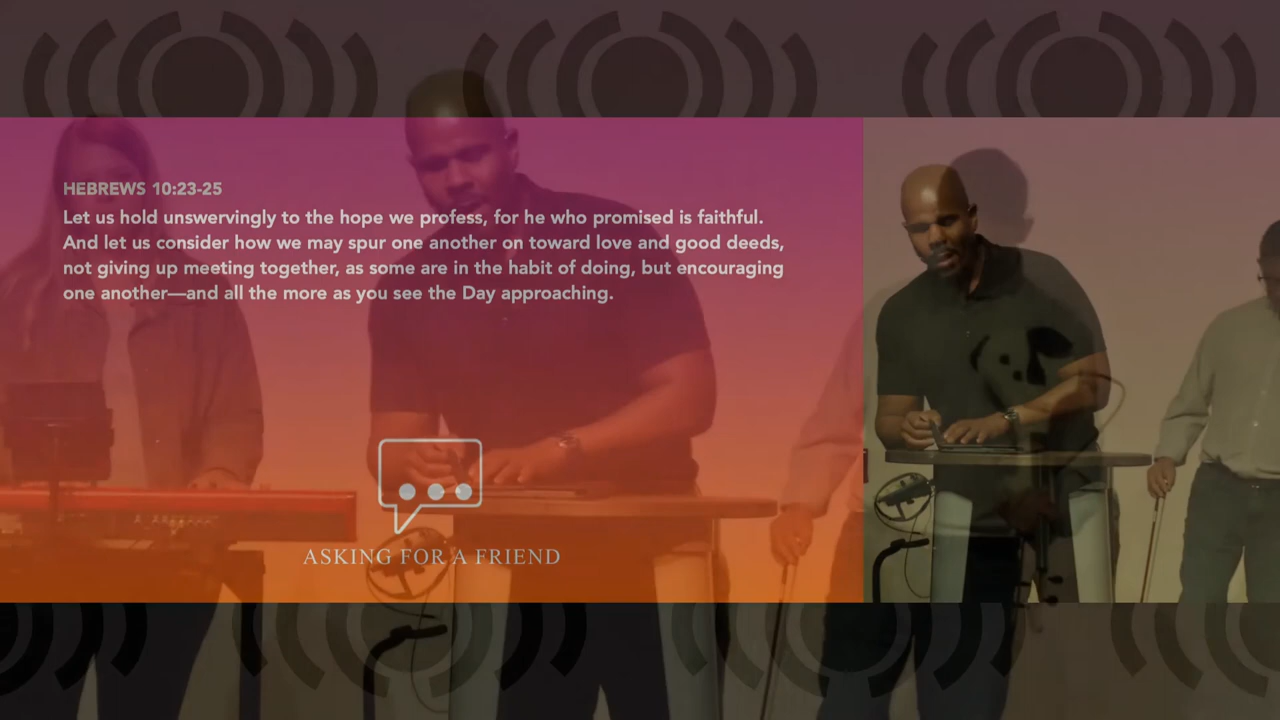 HEBREWS 10:23-25
Let us hold unswervingly to the hope we profess, for he who promised is faithful.
And let us consider how we may spur one another on toward love and good deeds,
not giving up meeting together, as some are in the habit of doing, but encouraging
one another—and all the more as you see the Day approaching.
ASKING FOR A FRIEND